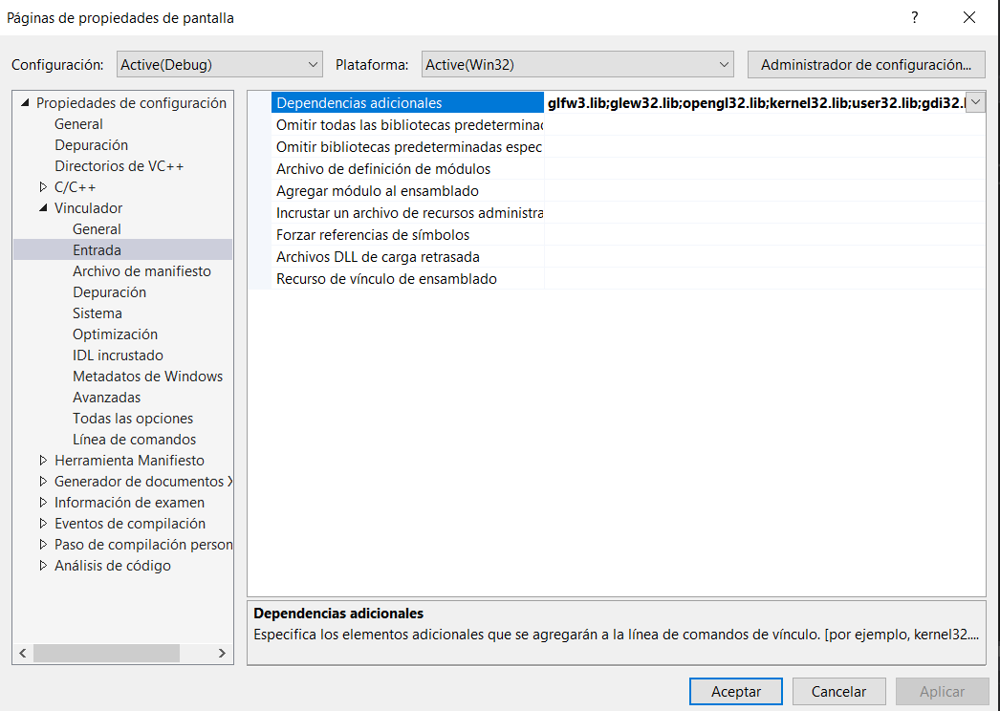 Páginas de propiedades de pantalla
?
Configuración: Active(Debug) Plataforma: Active(Win32) Administrador de configuración...
Propiedades de configuración
General
Depuración
Directorios de VC++
C/C++
Vinculador
General
Entrada
Archivo de manifiesto
Depuración
Sistema
Optimización
IDL incrustado
Metadatos de Windows
Avanzadas
Todas las opciones
Línea de comandos
Herramienta Manifiesto
Generador de documentos X
Información de examen
Eventos de compilación
Paso de compilación person
Análisis de código
Dependencias adicionales glfw3.lib;glew32.lib;opengl32.lib;kernel32.lib;user32.lib;gdi32.l
Omitir todas las bibliotecas predeterminad
Omitir bibliotecas predeterminadas espec
Archivo de definición de módulos
Agregar módulo al ensamblado
Incrustar un archivo de recursos administra
Forzar referencias de símbolos
Archivos DLL de carga retrasada
Recurso de vínculo de ensamblado
Dependencias adicionales
Especifica los elementos adicionales que se agregarán a la línea de comandos de vínculo. [por ejemplo, kernel32....
Aceptar Cancelar Aplicar